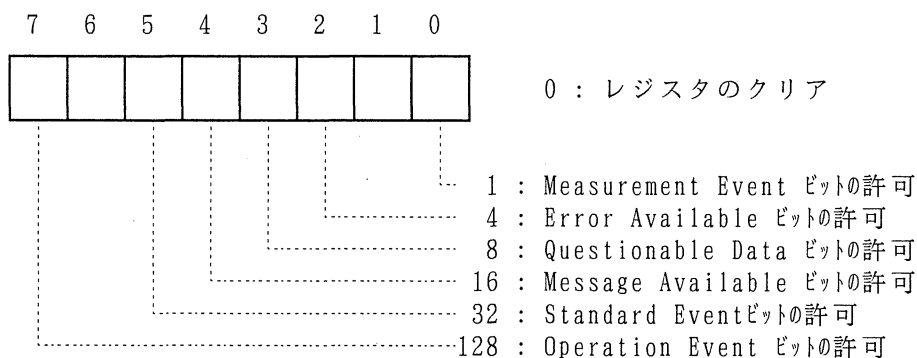 7 6 5 4 3 2 1 0
0 : レジスタのクリア
1 : Measurement Event ビットの許可
4 : Error Available ビットの許可
8 : Questionable Data ビットの許可
16 : Message Available ビットの許可
32 : Standard Eventビットの許可
128 : Operation Event ビットの許可